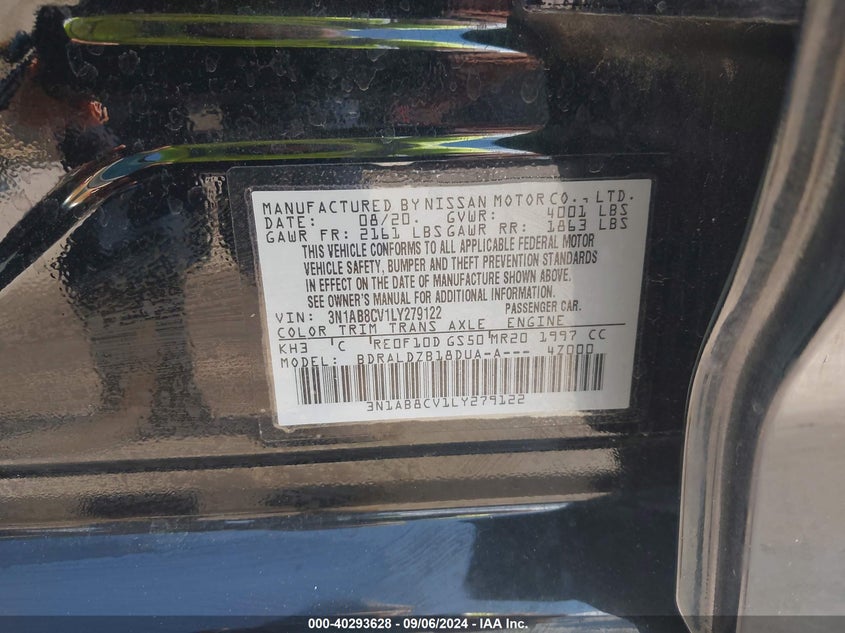 MANUFACTURED BY NISSAN MOTOR CO., LTD.
DATE: 08/20. GVWR: 4001 LBS
GAWR FR: 2161 LBS GAWR RR: 1863 LBS
THIS VEHICLE CONFORMS TO ALL APPLICABLE FEDERAL MOTOR
VEHICLE SAFETY, BUMPER AND THEFT PREVENTION STANDARDS
IN EFFECT ON THE DATE OF MANUFACTURE SHOWN ABOVE.
SEE OWNER'S MANUAL FOR ADDITIONAL INFORMATION.
VIN: 3N1AB8CV1LY279122 PASSENGER CAR.
COLOR TRIM TRANS AXLE ENGINE
KH3 'C RE0F10D GS50 MR20 1997 CC
MODEL: BDRALDZB18DUA-A--- 4Z000
3N1AB8CV1LY279122
000-40293628 - 09/06/2024 - IAA Inc.